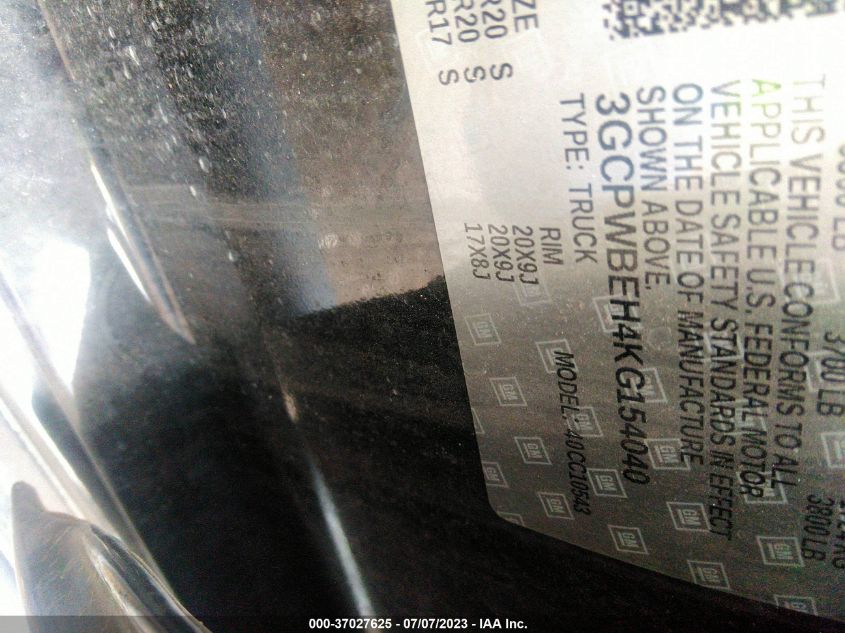 3700 LB
3800 LB
THIS VEHICLE CONFORMS TO ALL
APPLICABLE U.S. FEDERAL MOTOR
VEHICLE SAFETY STANDARDS IN EFFECT
ON THE DATE OF MANUFACTURE
SHOWN ABOVE.
3GCPWBEH4KG154040
TYPE: TRUCK
RIM
R20 S 20X9J
R20 S 20X9J
R17 S 17X8J
GM
000-37027625 - 07/07/2023 - IAA Inc.